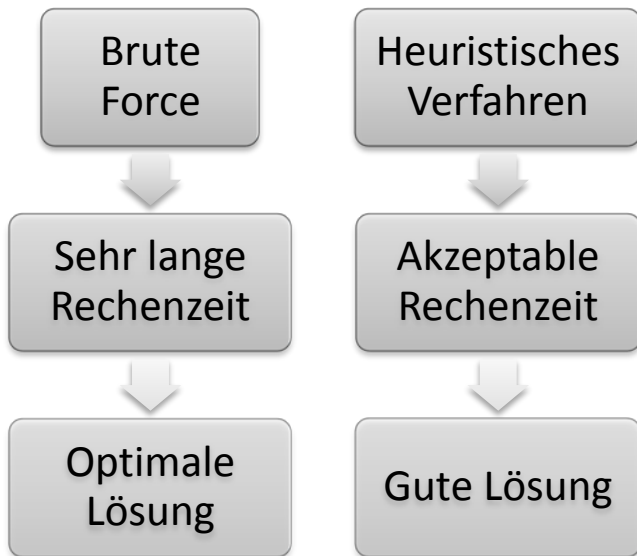 Brute
Force
Sehr lange
Rechenzeit
Optimale
Lösung
Heuristisches
Verfahren
Akzeptable
Rechenzeit
Gute Lösung